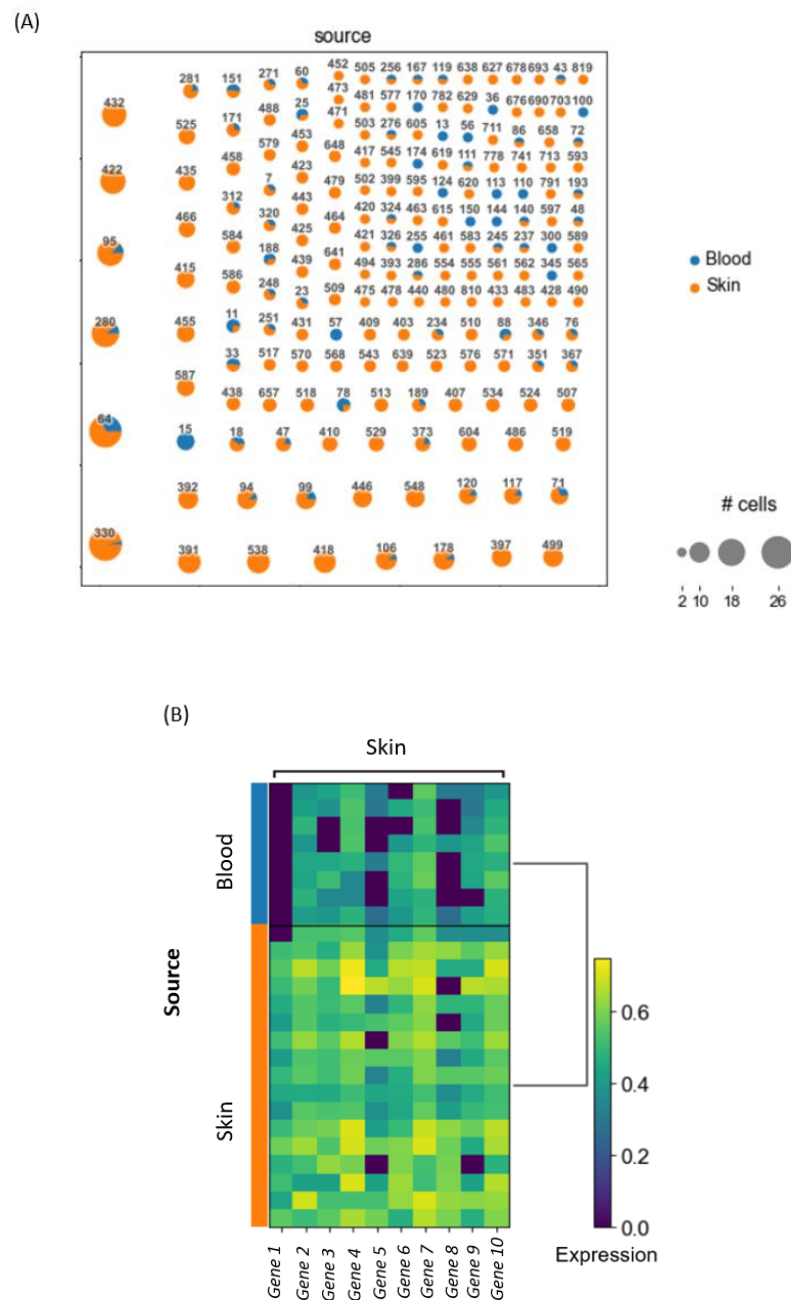 (A)
source
452 505 256 167 119 638 627 678 693 43 819
281 151 271 60
473
432 481 577 170 782 629 36 676 690 703 100
25
471
525 171 488 503 276 605 13 56 711 86 658 72
453
579 648 417 545 174 619 111 778 741 713 593
422 435 458 423
7 479 502 399 595 124 620 113 110 791 193
312 443
466 320 464 420 324 463 615 150 144 140 597 48
584 425 421 326 255 461 583 245 237 300 589
95 188 439 641
415 586 494 393 286 554 555 561 562 345 565
248 23 509 475 478 440 480 810 433 483 428 490
280 455 11 251 431 57 409 403 234 510 88 346 76
33 517 570 568 543 639 523 576 571 351 367
587
438 657 518 78 513 189 407 534 524 507
64 15 18 47 410 529 373 604 486 519
392 94 99 446 548 120 117 71
330 391 538 418 106 178 397 499
Blood
Skin
# cells
2 10 18 26
(B)
Skin
Blood
Source
Skin
0.6
0.4
0.2
0.0
Expression
Gene 1
Gene 2
Gene 3
Gene 4
Gene 5
Gene 6
Gene 7
Gene 8
Gene 9
Gene 10